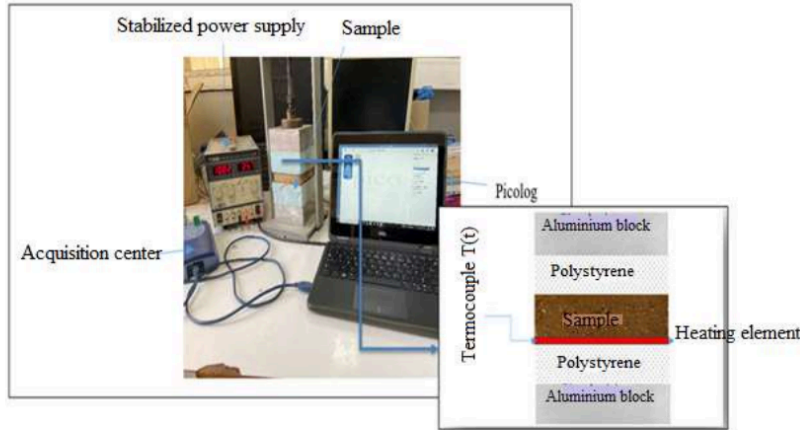 Stabilized power supply
Sample
Picolog
Acquisition center
Termocouple T(t)
Aluminium block
Polystyrene
Sample
Heating element
Polystyrene
Aluminium block